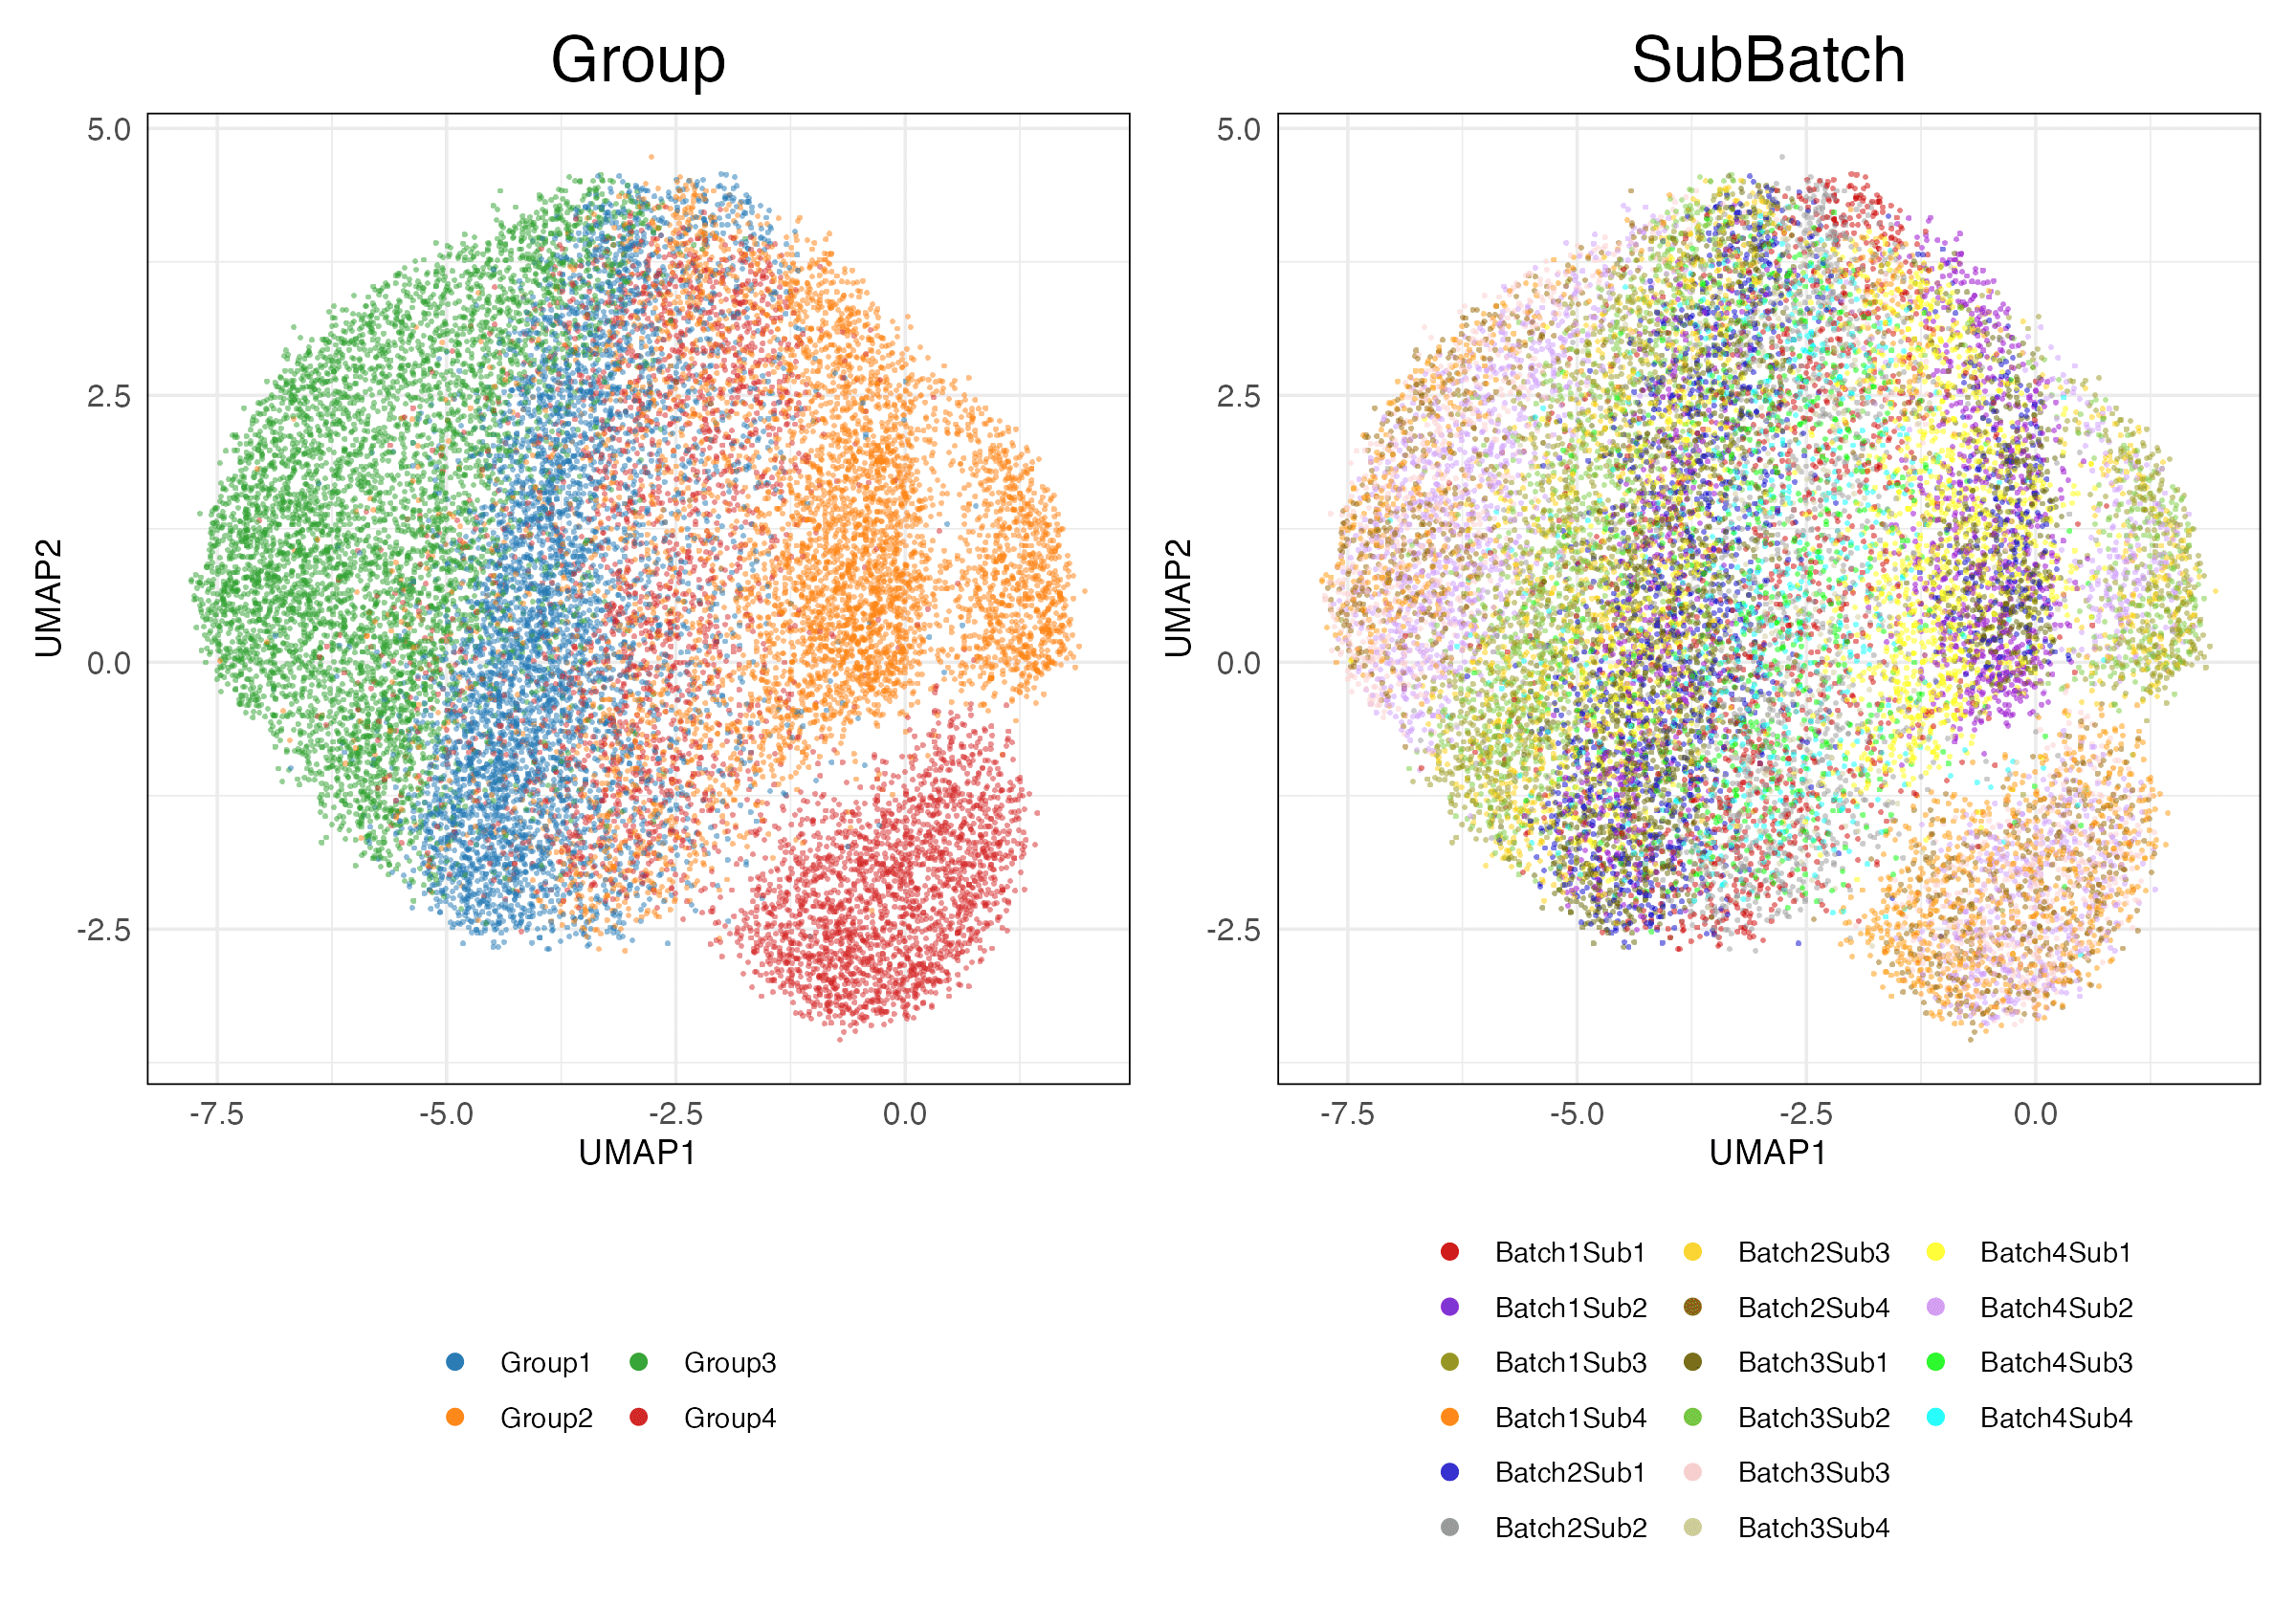 Group
SubBatch
5.0
2.5
0.0
-2.5
UMAP2
-7.5 -5.0 -2.5 0.0
UMAP1
5.0
2.5
0.0
-2.5
UMAP2
-7.5 -5.0 -2.5 0.0
UMAP1
Group1 Group3
Group2 Group4
Batch1Sub1 Batch2Sub3 Batch4Sub1
Batch1Sub2 Batch2Sub4 Batch4Sub2
Batch1Sub3 Batch3Sub1 Batch4Sub3
Batch1Sub4 Batch3Sub2 Batch4Sub4
Batch2Sub1 Batch3Sub3
Batch2Sub2 Batch3Sub4